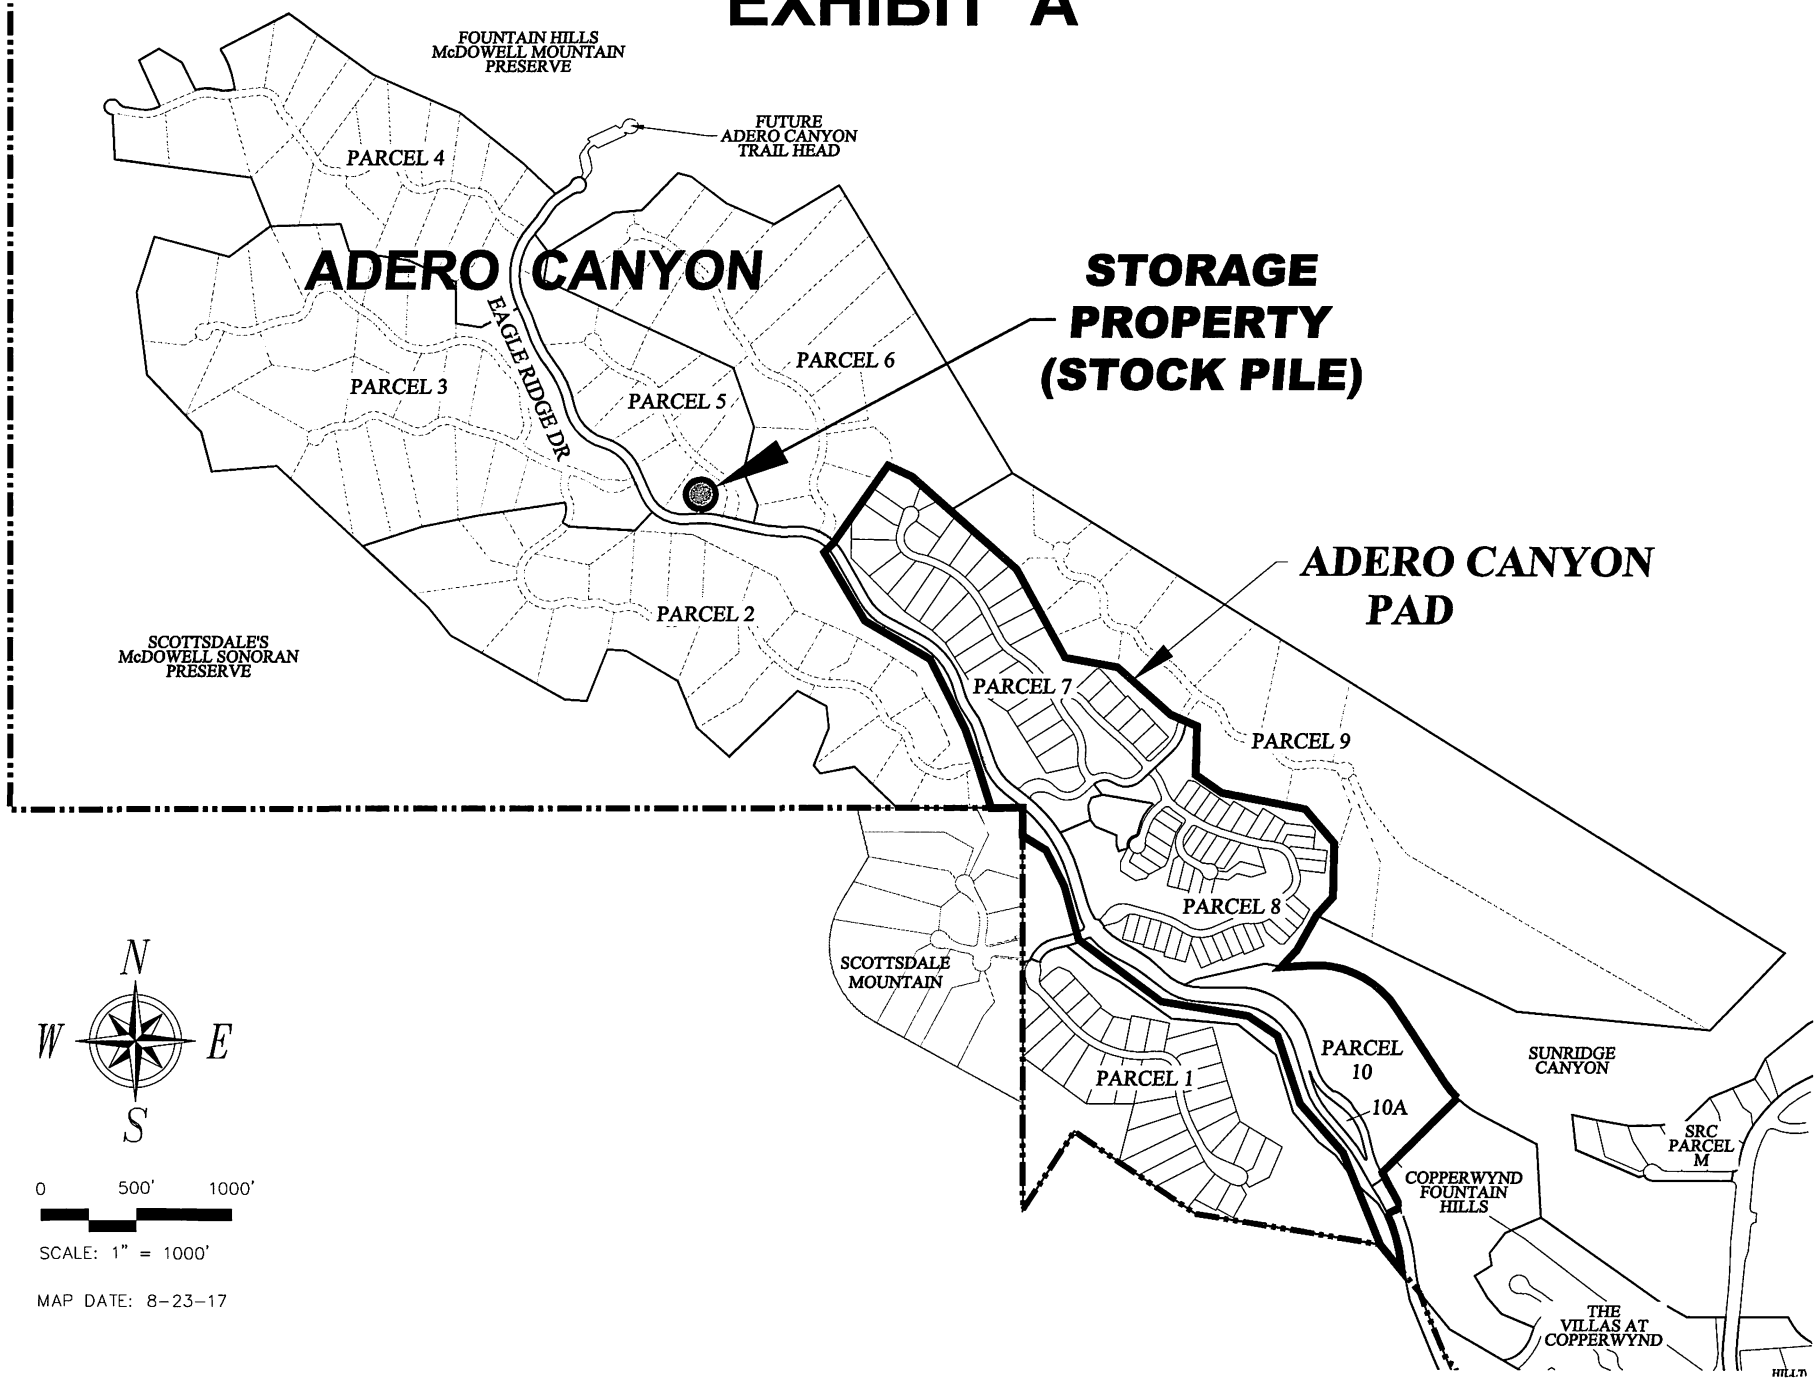 EXHIBIT "A"
FOUNTAIN HILLS
McDOWELL MOUNTAIN
PRESERVE
FUTURE
ADERO CANYON
TRAIL HEAD
PARCEL 4
ADERO CANYON
STORAGE
PROPERTY
(STOCK PILE)
EAGLE RIDGE DR
PARCEL 6
PARCEL 3
PARCEL 5
ADERO CANYON
PAD
PARCEL 2
SCOTTSDALE'S
McDOWELL SONORAN
PRESERVE
PARCEL 7
PARCEL 9
PARCEL 8
SCOTTSDALE
MOUNTAIN
N
W
E
S
PARCEL
10
10A
SUNRIDGE
CANYON
PARCEL 1
SRC
PARCEL
M
COPPERWYND
FOUNTAIN
HILLS
0 500' 1000'
SCALE: 1" = 1000'
MAP DATE: 8-23-17
THE
VILLAS AT
COPPERWYND